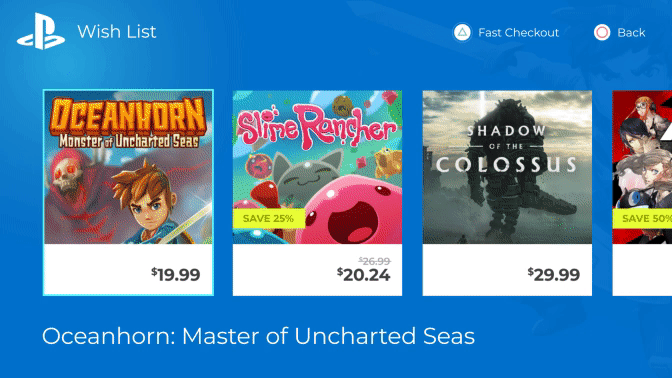 Wish List
Fast Checkout
Back
OCEANHORN
Monster of Uncharted Seas
$19.99
Slime Rancher
SAVE 25%
$26.99
$20.24
SHADOW
OF THE
COLOSSUS
$29.99
SAVE 50%
Oceanhorn: Master of Uncharted Seas